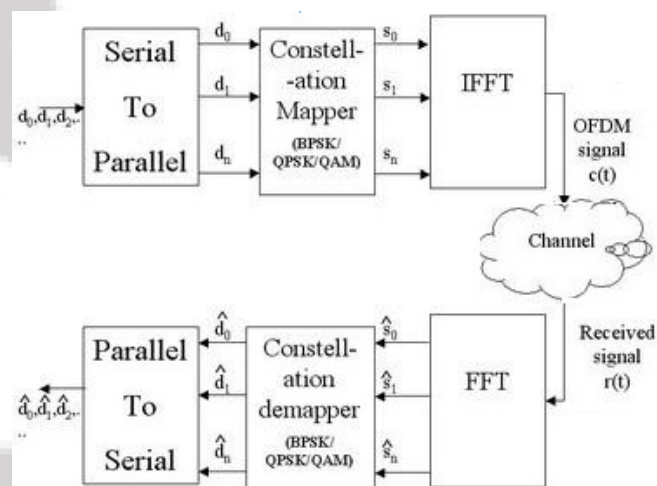 d₀,d₁,d₂,.
..
Serial
To
Parallel
d₀
d₁
dₙ
Constell-
-ation
Mapper
(BPSK/
QPSK/QAM)
s₀
s₁
sₙ
IFFT
OFDM
signal
c(t)
Channel
Received
signal
r(t)
FFT
ŝ₀
ŝ₁
ŝₙ
Constell-
ation
demapper
(BPSK/
QPSK/QAM)
d̂₀
d̂₁
d̂ₙ
Parallel
To
Serial
d̂₀,d̂₁,d̂₂,.
..